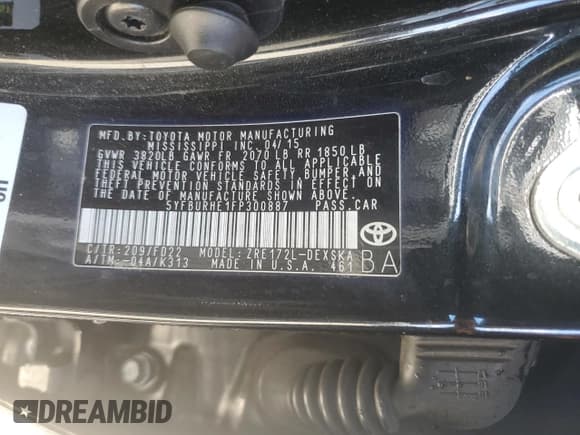 MFD.BY:TOYOTA MOTOR MANUFACTURING
MISSISSIPPI INC. 04/15
GVWR 3820LB GAWR FR 2070 LB RR 1850 LB
THIS VEHICLE CONFORMS TO ALL APPLICABLE
FEDERAL MOTOR VEHICLE SAFETY, BUMPER, AND
THEFT PREVENTION STANDARDS IN EFFECT ON
THE DATE OF MANUFACTURE SHOWN ABOVE.
5YFBURHE1FP300887 PASS.CAR
C/TR:209/FD22 MODEL:ZRE172L-DEXSKA
A/TM:-04A/K313 MADE IN U.S.A. 461
BA
DREAMBID